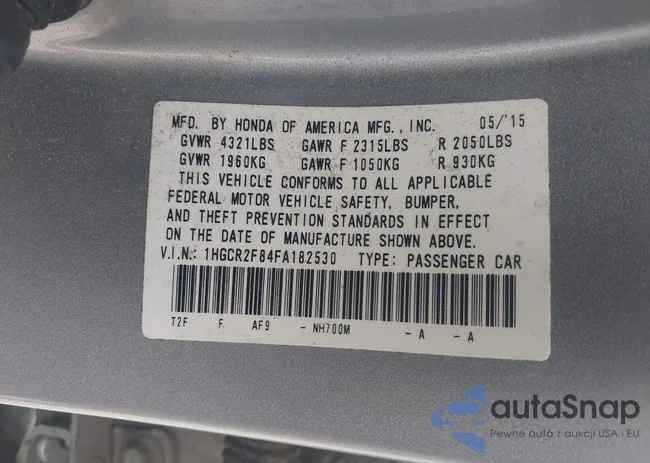 MFD. BY HONDA OF AMERICA MFG., INC. 05/'15
GVWR 4321LBS GAWR F 2315LBS R 2050LBS
GVWR 1960KG GAWR F 1050KG R 930KG
THIS VEHICLE CONFORMS TO ALL APPLICABLE
FEDERAL MOTOR VEHICLE SAFETY, BUMPER,
AND THEFT PREVENTION STANDARDS IN EFFECT
ON THE DATE OF MANUFACTURE SHOWN ABOVE.
V.I.N.: 1HGCR2F84FA182530 TYPE: PASSENGER CAR
T2F F. AF9 - NH700M - A - A
autaSnap
Pewne auta z aukcji USA i EU